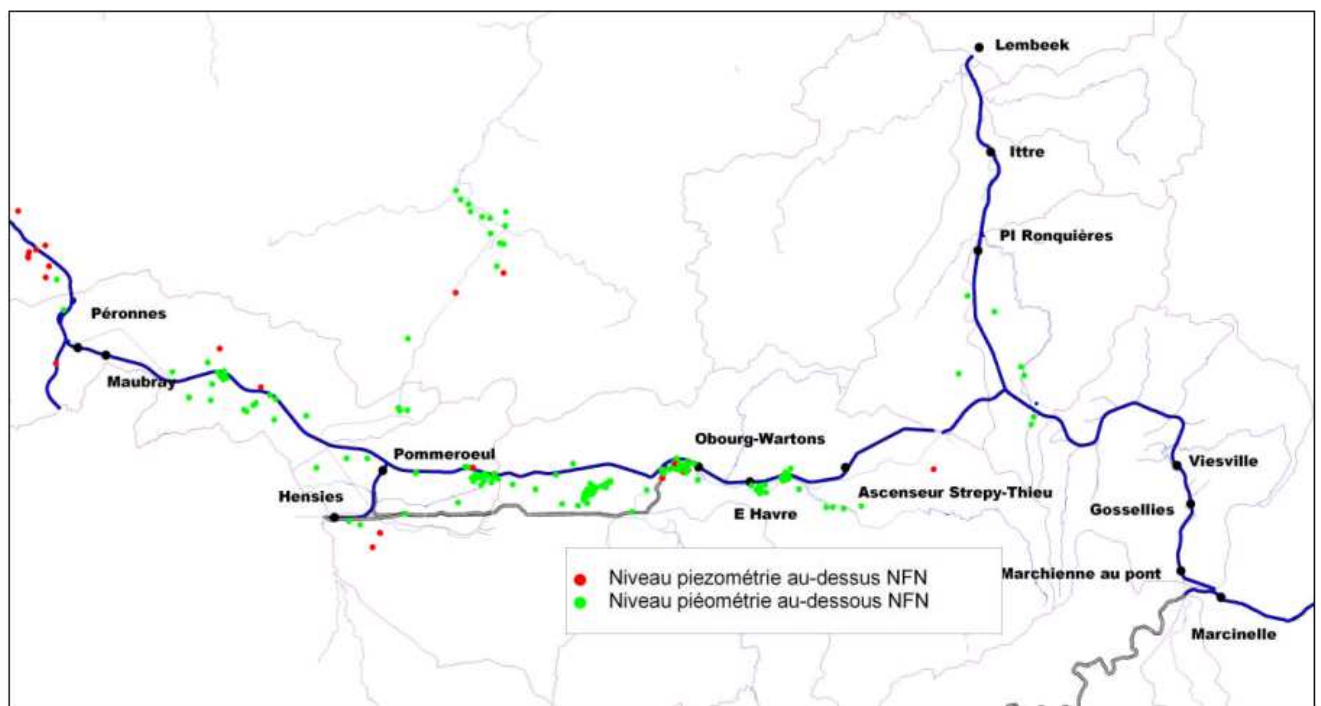 Lembeek
Ittre
PI Ronquières
Péronnes
Maubray
Pommeroeul
Obourg-Wartons
Hensies
E Havre
Ascenseur Strepy-Thieu
Viesville
Gossellies
Marchienne au pont
Marcinelle
Niveau piezométrie au-dessus NFN
Niveau piéométrie au-dessous NFN